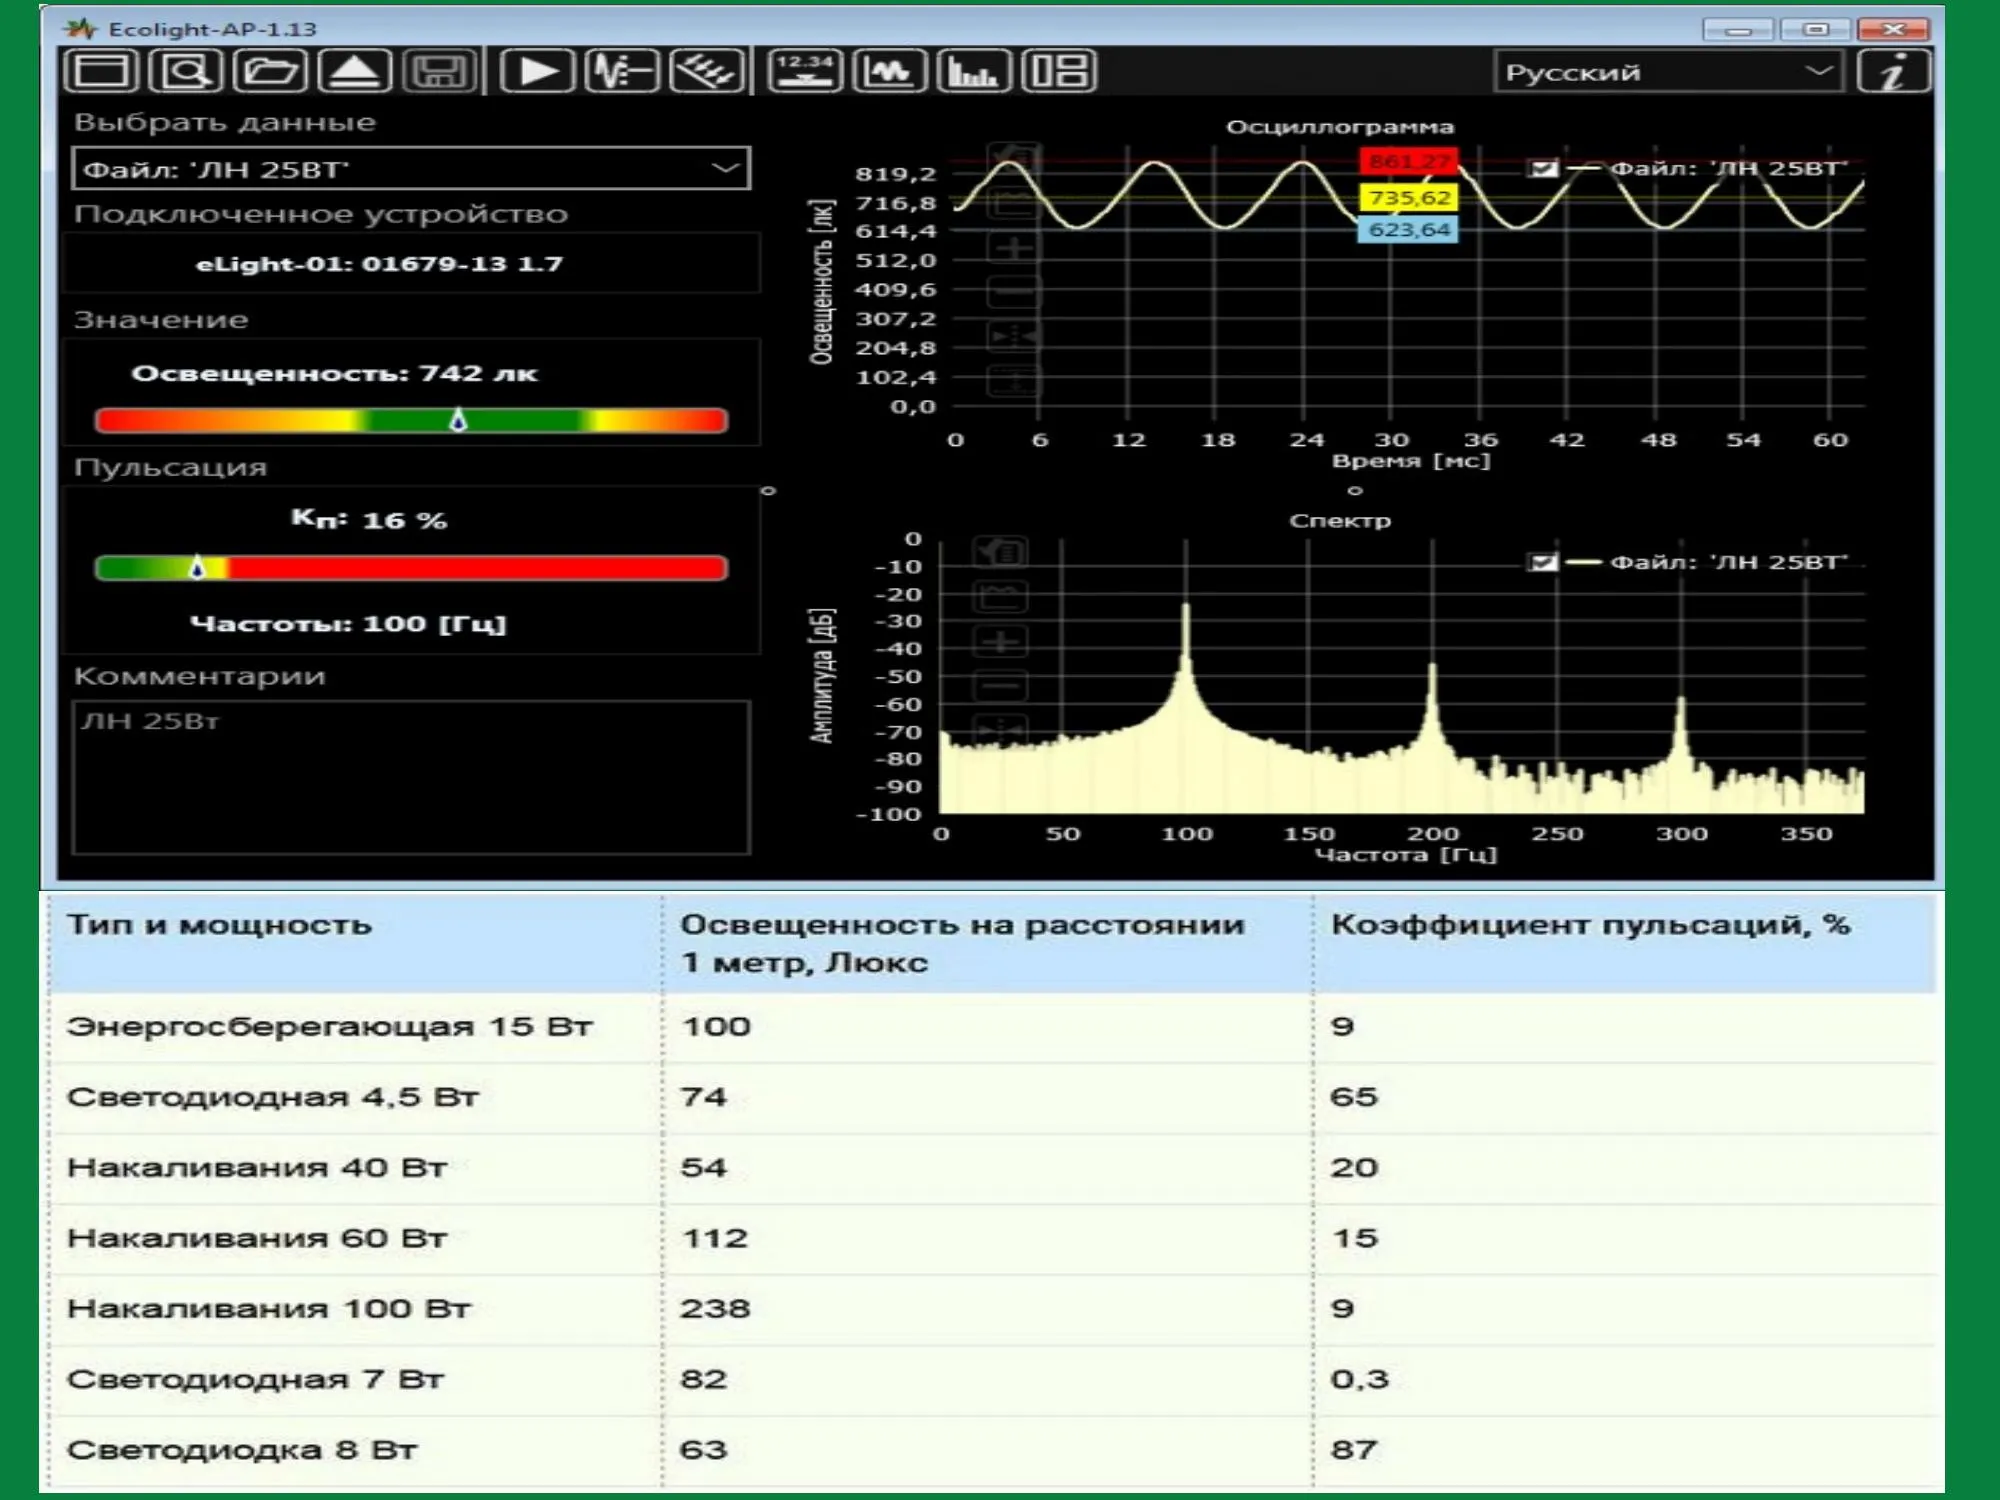 Ecolight-AP-1.13
12.34
Русский
i
Выбрать данные
Файл: 'ЛН 25ВТ'
Подключенное устройство
eLight-01: 01679-13 1.7
Значение
Освещенность: 742 лк
Пульсация
Кп: 16 %
Частоты: 100 [Гц]
Комментарии
ЛН 25Вт
Осциллограмма
Файл: 'ЛН 25ВТ'
861,27
735,62
623,64
Освещенность [лк]
819,2
716,8
614,4
512,0
409,6
307,2
204,8
102,4
0,0
0 6 12 18 24 30 36 42 48 54 60
Время [мс]
Спектр
Файл: 'ЛН 25ВТ'
Амплитуда [дБ]
0
-10
-20
-30
-40
-50
-60
-70
-80
-90
-100
0 50 100 150 200 250 300 350
Частота [Гц]
Тип и мощность
Освещенность на расстоянии
1 метр, Люкс
Коэффициент пульсаций, %
Энергосберегающая 15 Вт 100 9
Светодиодная 4,5 Вт 74 65
Накаливания 40 Вт 54 20
Накаливания 60 Вт 112 15
Накаливания 100 Вт 238 9
Светодиодная 7 Вт 82 0,3
Светодиодка 8 Вт 63 87